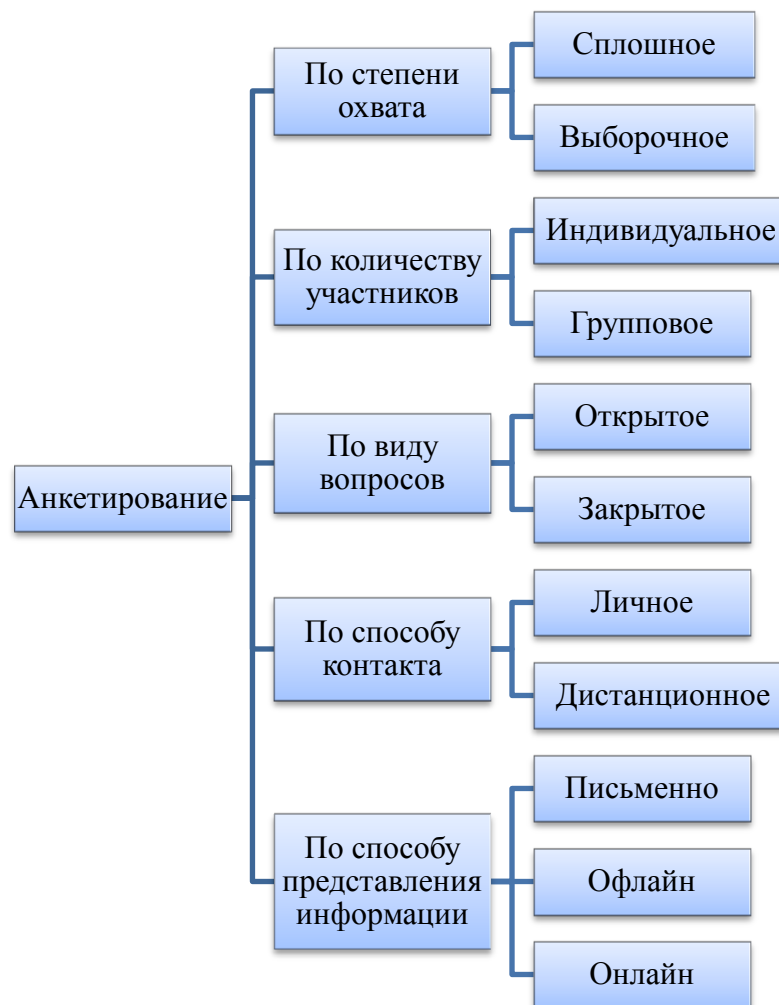 Анкетирование
По степени
охвата
Сплошное
Выборочное
По количеству
участников
Индивидуальное
Групповое
По виду
вопросов
Открытое
Закрытое
По способу
контакта
Личное
Дистанционное
По способу
представления
информации
Письменно
Офлайн
Онлайн